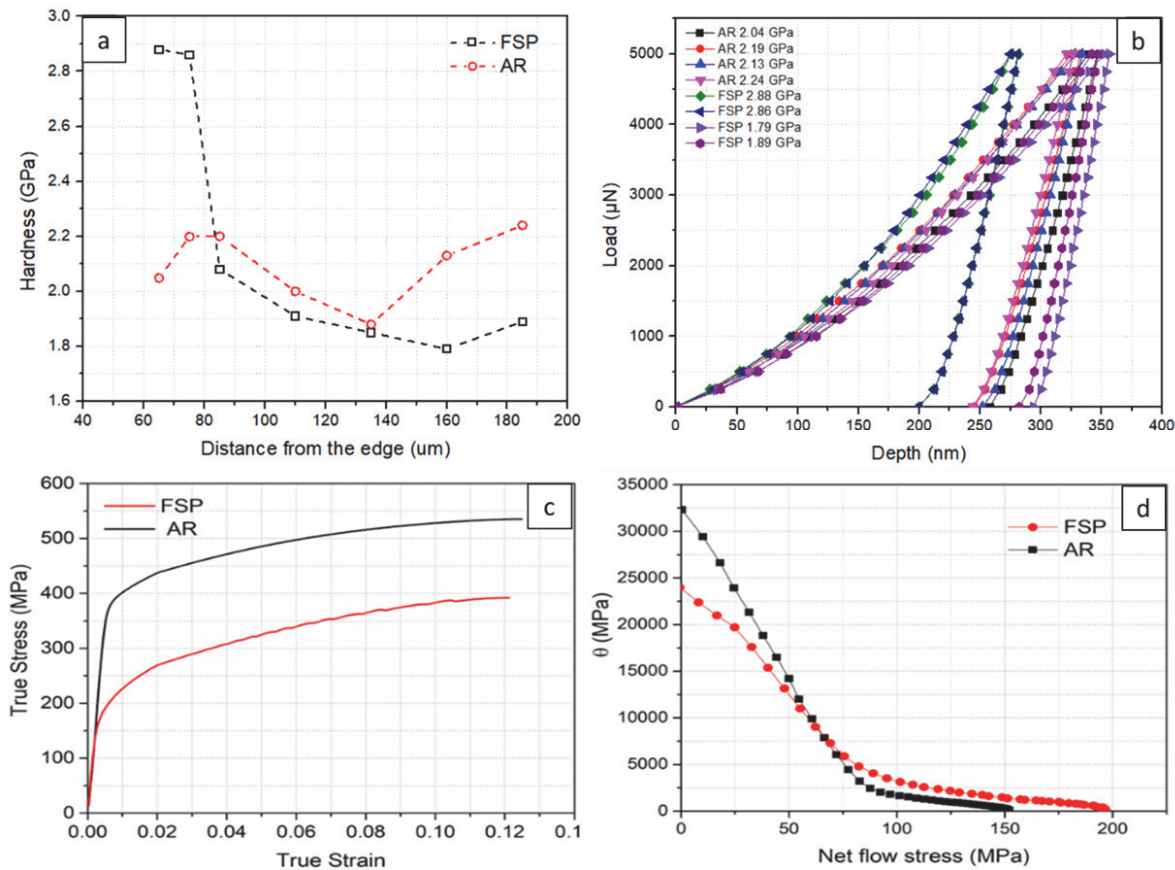 a
FSP
AR
Hardness (GPa)
3.0
2.8
2.6
2.4
2.2
2.0
1.8
1.6
40 60 80 100 120 140 160 180 200
Distance from the edge (um)
b
AR 2.04 GPa
AR 2.19 GPa
AR 2.13 GPa
AR 2.24 GPa
FSP 2.88 GPa
FSP 2.86 GPa
FSP 1.79 GPa
FSP 1.89 GPa
Load (µN)
5000
4000
3000
2000
1000
0
0 50 100 150 200 250 300 350 400
Depth (nm)
c
FSP
AR
True Stress (MPa)
600
500
400
300
200
100
0
0.00 0.02 0.04 0.06 0.08 0.10 0.12 0.1
True Strain
d
FSP
AR
θ (MPa)
35000
30000
25000
20000
15000
10000
5000
0
0 50 100 150 200
Net flow stress (MPa)